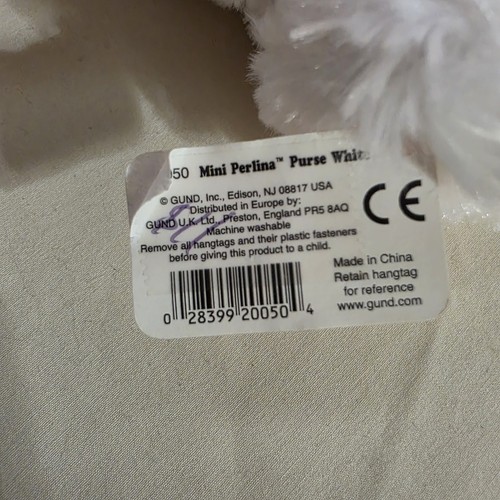 050 Mini Perlina™ Purse White
© GUND, Inc., Edison, NJ 08817 USA
Distributed in Europe by:
GUND U.K. Ltd., Preston, England PR5 8AQ
Machine washable
Remove all hangtags and their plastic fasteners
before giving this product to a child.
CE
Made in China
Retain hangtag
for reference
www.gund.com
0 28399 20050 4